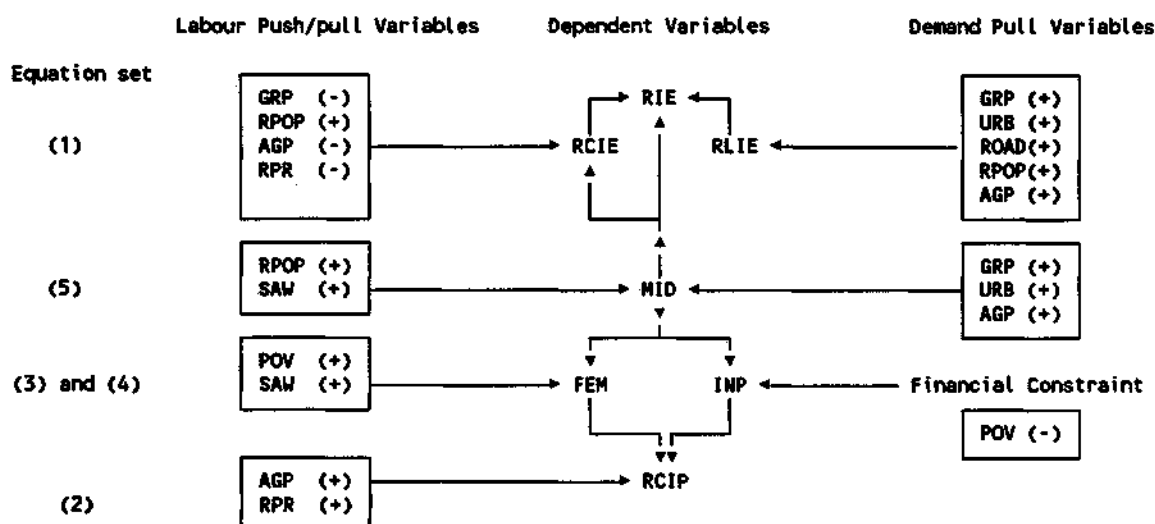 Labour Push/pull Variables Dependent Variables Demand Pull Variables
Equation set
GRP (-) RIE GRP (+)
RPOP (+) URB (+)
(1) AGP (-) RCIE RLIE ROAD(+)
RPR (-) RPOP(+)
AGP (+)
RPOP (+) GRP (+)
(5) SAW (+) MID URB (+)
AGP (+)
POV (+)
(3) and (4) SAW (+) FEM INP Financial Constraint
POV (-)
AGP (+) RCIP
(2) RPR (+)